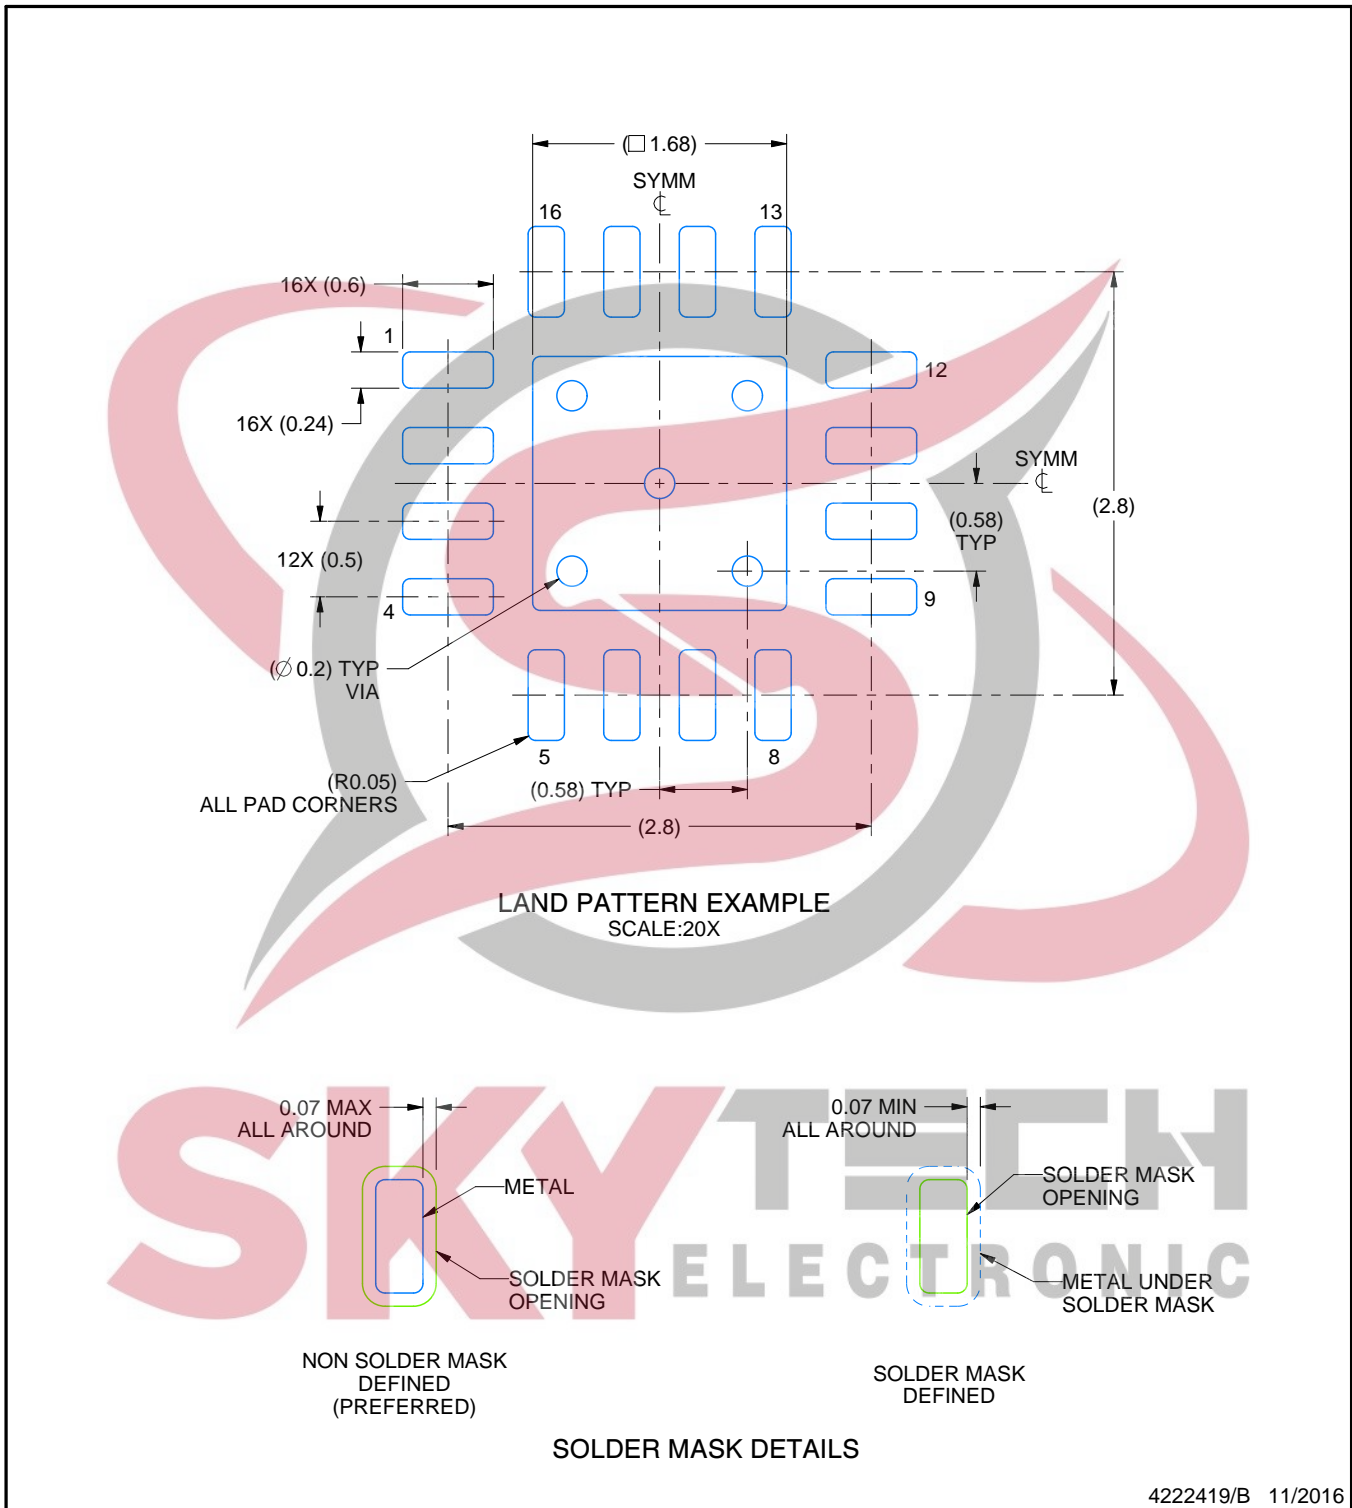 (□ 1.68)
SYMM
℄
16
13
16X (0.6)
1
12
16X (0.24)
SYMM
℄
(0.58)
TYP
(2.8)
12X (0.5)
4
9
(∅ 0.2) TYP
VIA
5
8
(R0.05)
ALL PAD CORNERS
(0.58) TYP
(2.8)
LAND PATTERN EXAMPLE
SCALE:20X
SKYTECH
ELECTRONIC
0.07 MAX
ALL AROUND
METAL
SOLDER MASK
OPENING
NON SOLDER MASK
DEFINED
(PREFERRED)
0.07 MIN
ALL AROUND
SOLDER MASK
OPENING
METAL UNDER
SOLDER MASK
SOLDER MASK
DEFINED
SOLDER MASK DETAILS
4222419/B 11/2016